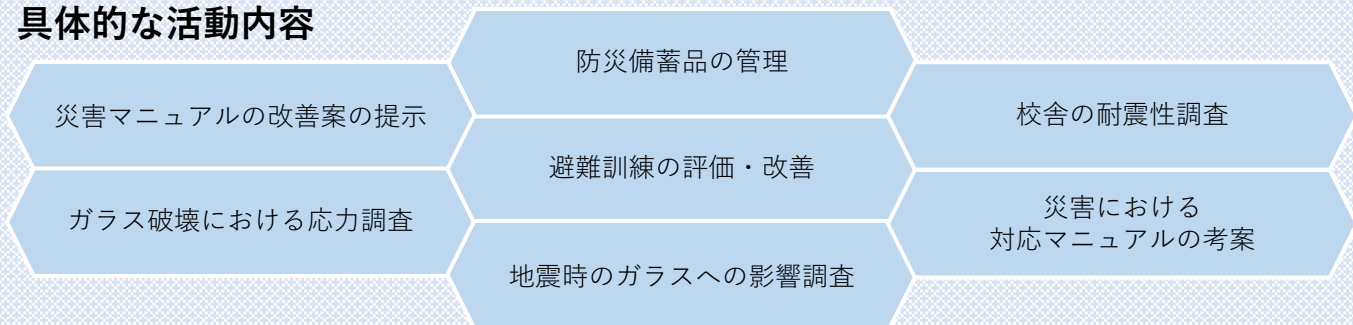 具体的な活動内容
防災備蓄品の管理
災害マニュアルの改善案の提示
校舎の耐震性調査
避難訓練の評価・改善
ガラス破壊における応力調査
災害における
対応マニュアルの考案
地震時のガラスへの影響調査